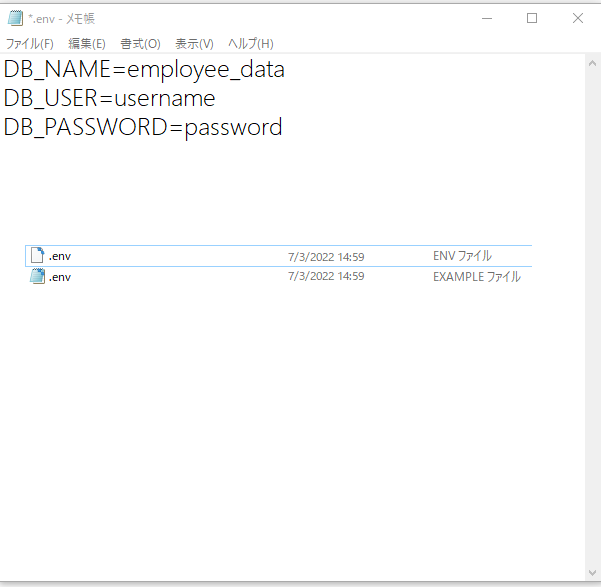 *.env - メモ帳
ファイル(F) 編集(E) 書式(O) 表示(V) ヘルプ(H)
DB_NAME=employee_data
DB_USER=username
DB_PASSWORD=password
.env 7/3/2022 14:59 ENV ファイル
.env 7/3/2022 14:59 EXAMPLE ファイル